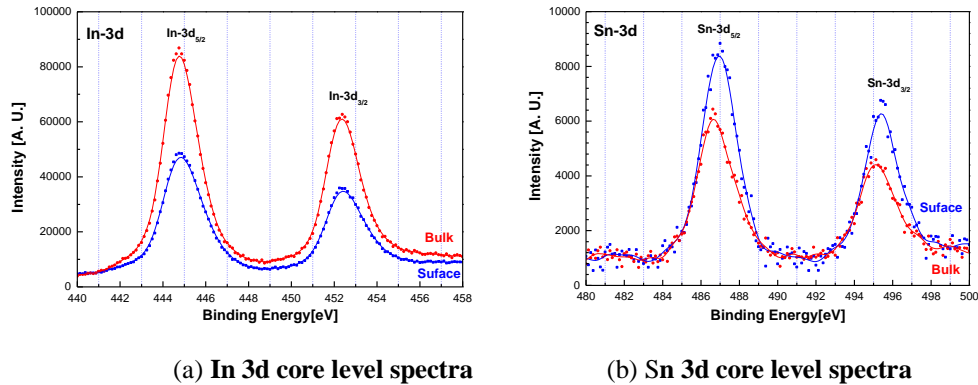 In-3d
In-3d5/2
In-3d3/2
Bulk
Suface
Intensity [A. U.]
100000
80000
60000
40000
20000
0
440 442 444 446 448 450 452 454 456 458
Binding Energy[eV]
(a) In 3d core level spectra
Sn-3d
Sn-3d5/2
Sn-3d3/2
Suface
Bulk
Intensity [A. U.]
10000
8000
6000
4000
2000
0
480 482 484 486 488 490 492 494 496 498 500
Binding Energy[eV]
(b) Sn 3d core level spectra